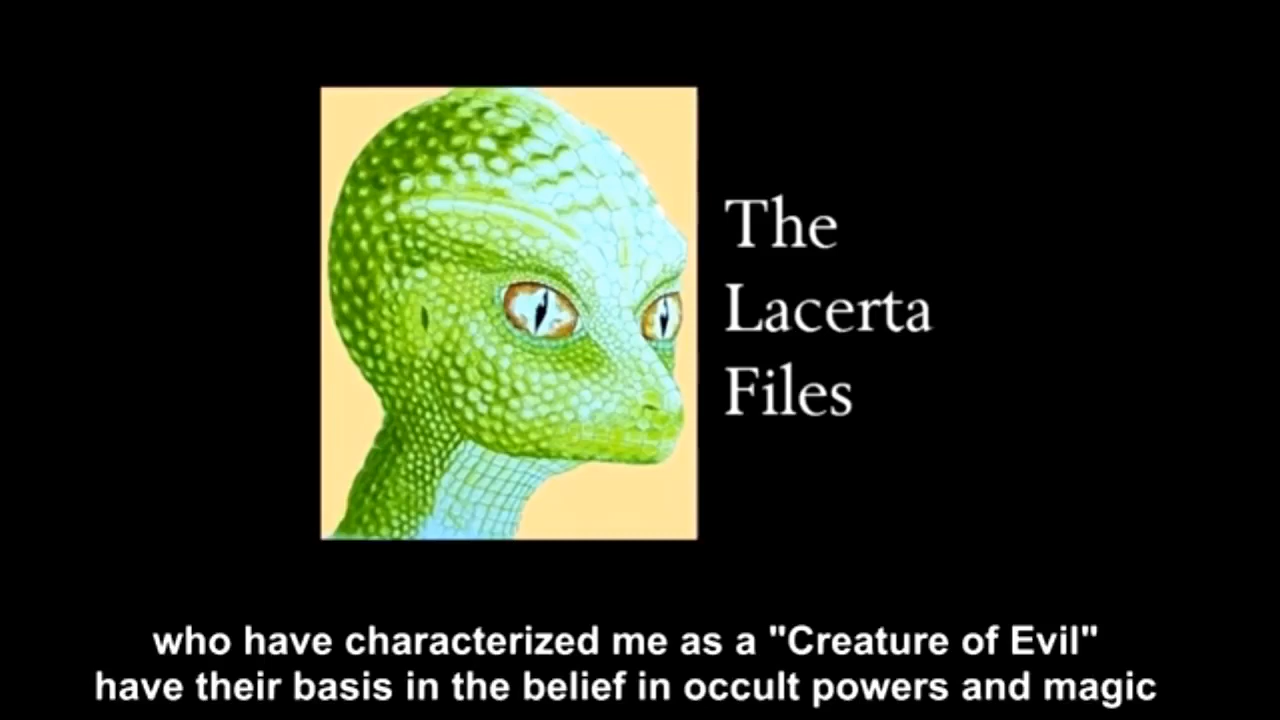 The
Lacerta
Files
who have characterized me as a "Creature of Evil"
have their basis in the belief in occult powers and magic